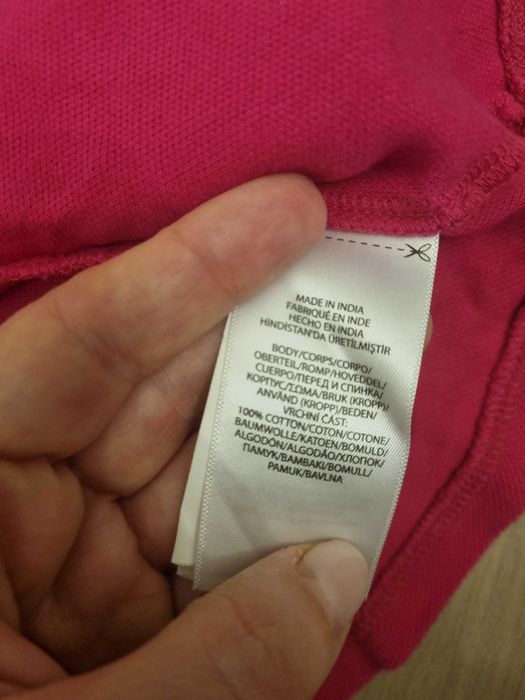 MADE IN INDIA
FABRIQUÉ EN INDE
HECHO EN INDIA
HİNDİSTAN'DA ÜRETİLMİŞTİR
BODY/CORPS/CORPO/
OBERTEIL/ROMP/HOVEDDEL/
CUERPO/ПЕРЕД И СПИНКА/
КОРПУС/ΣΩΜΑ/BRUK (KROPP)/
ANVÄND (KROPP)/BEDEN/
VRCHNÍ ČÁST:
100% COTTON/COTON/COTONE/
BAUMWOLLE/KATOEN/BOMULD/
ALGODÓN/ALGODÃO/ХЛОПОК/
ПАМУК/ΒΑΜΒΑΚΙ/BOMULL/
PAMUK/BAVLNA